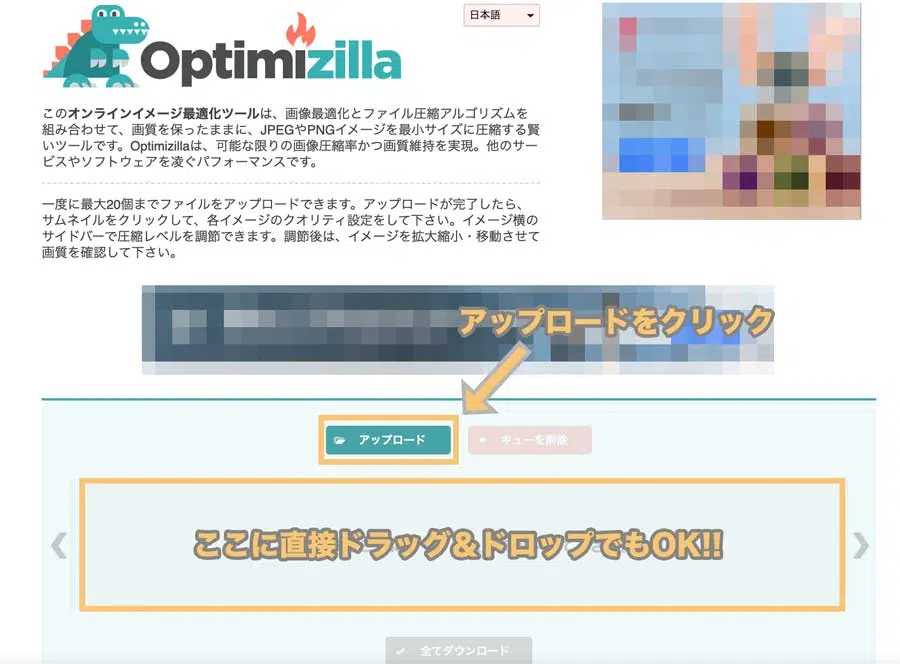 日本語
Optimizilla
このオンラインイメージ最適化ツールは、画像最適化とファイル圧縮アルゴリズムを
組み合わせて、画質を保ったままに、JPEGやPNGイメージを最小サイズに圧縮する賢
いツールです。Optimizillaは、可能な限りの画像圧縮率かつ画質維持を実現。他のサー
ビスやソフトウェアを凌ぐパフォーマンスです。
一度に最大20個までファイルをアップロードできます。アップロードが完了したら、
サムネイルをクリックして、各イメージのクオリティ設定をして下さい。イメージ横の
サイドバーで圧縮レベルを調節できます。調節後は、イメージを拡大縮小・移動させて
画質を確認して下さい。
アップロードをクリック
アップロード
キューを削除
ここに直接ドラッグ&ドロップでもOK!!
全てダウンロード